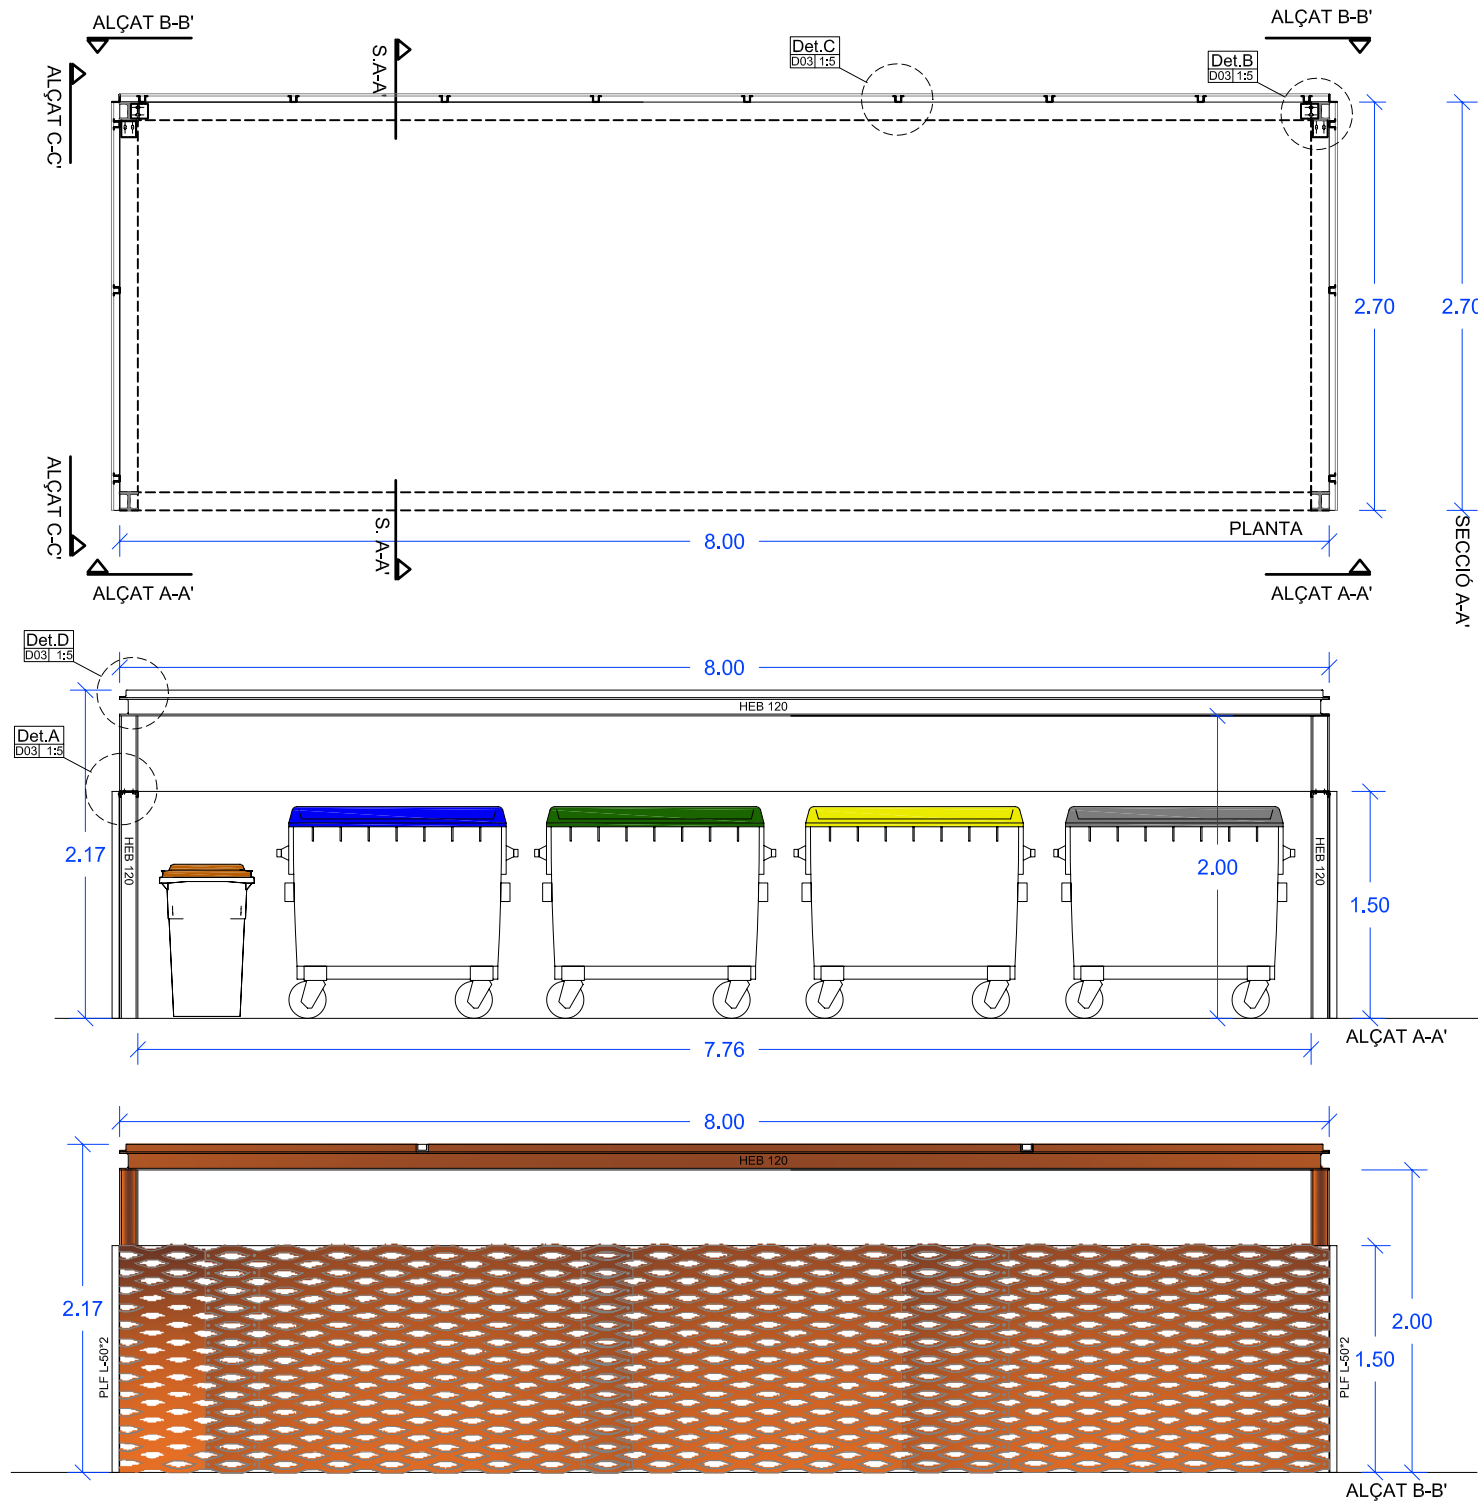 ALÇAT B-B'
ALÇAT B-B'
ALÇAT C-C'
S.A-A'
Det.C
D03 1:5
Det.B
D03 1:5
2.70
2.70
ALÇAT C-C'
S. A-A'
PLANTA
8.00
SECCIÓ A-A'
ALÇAT A-A'
ALÇAT A-A'
Det.D
D03 1:5
8.00
HEB 120
Det.A
D03 1:5
2.17
HEB 120
2.00
HEB 120
1.50
ALÇAT A-A'
7.76
8.00
HEB 120
2.17
2.00
1.50
PLF L-50*2
PLF L-50*2
ALÇAT B-B'